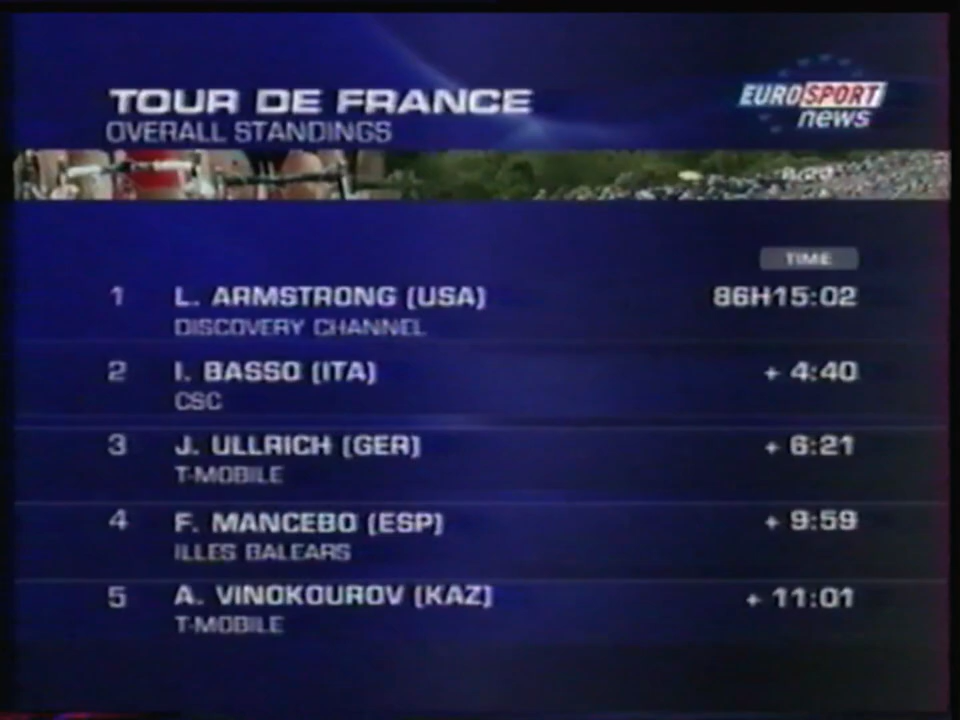 TOUR DE FRANCE
OVERALL STANDINGS
EUROSPORT
news
TIME
1 L. ARMSTRONG (USA) 86H15:02
DISCOVERY CHANNEL
2 I. BASSO (ITA) + 4:40
CSC
3 J. ULLRICH (GER) + 6:21
T-MOBILE
4 F. MANCEBO (ESP) + 9:59
ILLES BALEARS
5 A. VINOKOUROV (KAZ) + 11:01
T-MOBILE